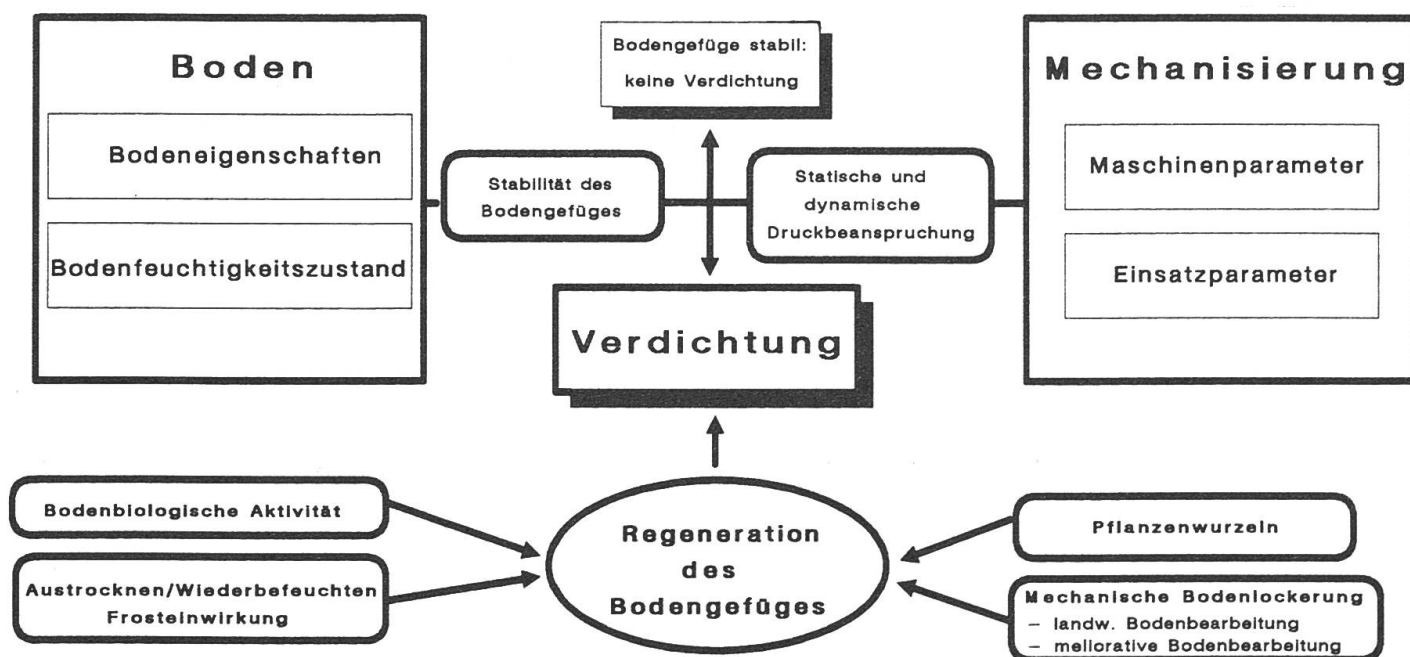 Boden
Bodeneigenschaften
Bodenfeuchtigkeitszustand
Stabilität des
Bodengefüges
Bodengefüge stabil:
keine Verdichtung
Statische und
dynamische
Druckbeanspruchung
Mechanisierung
Maschinenparameter
Einsatzparameter
Verdichtung
Bodenbiologische Aktivität
Austrocknen/Wiederbefeuchten
Frosteinwirkung
Regeneration
des
Bodengefüges
Pflanzenwurzeln
Mechanische Bodenlockerung
– landw. Bodenbearbeitung
– meliorative Bodenbearbeitung